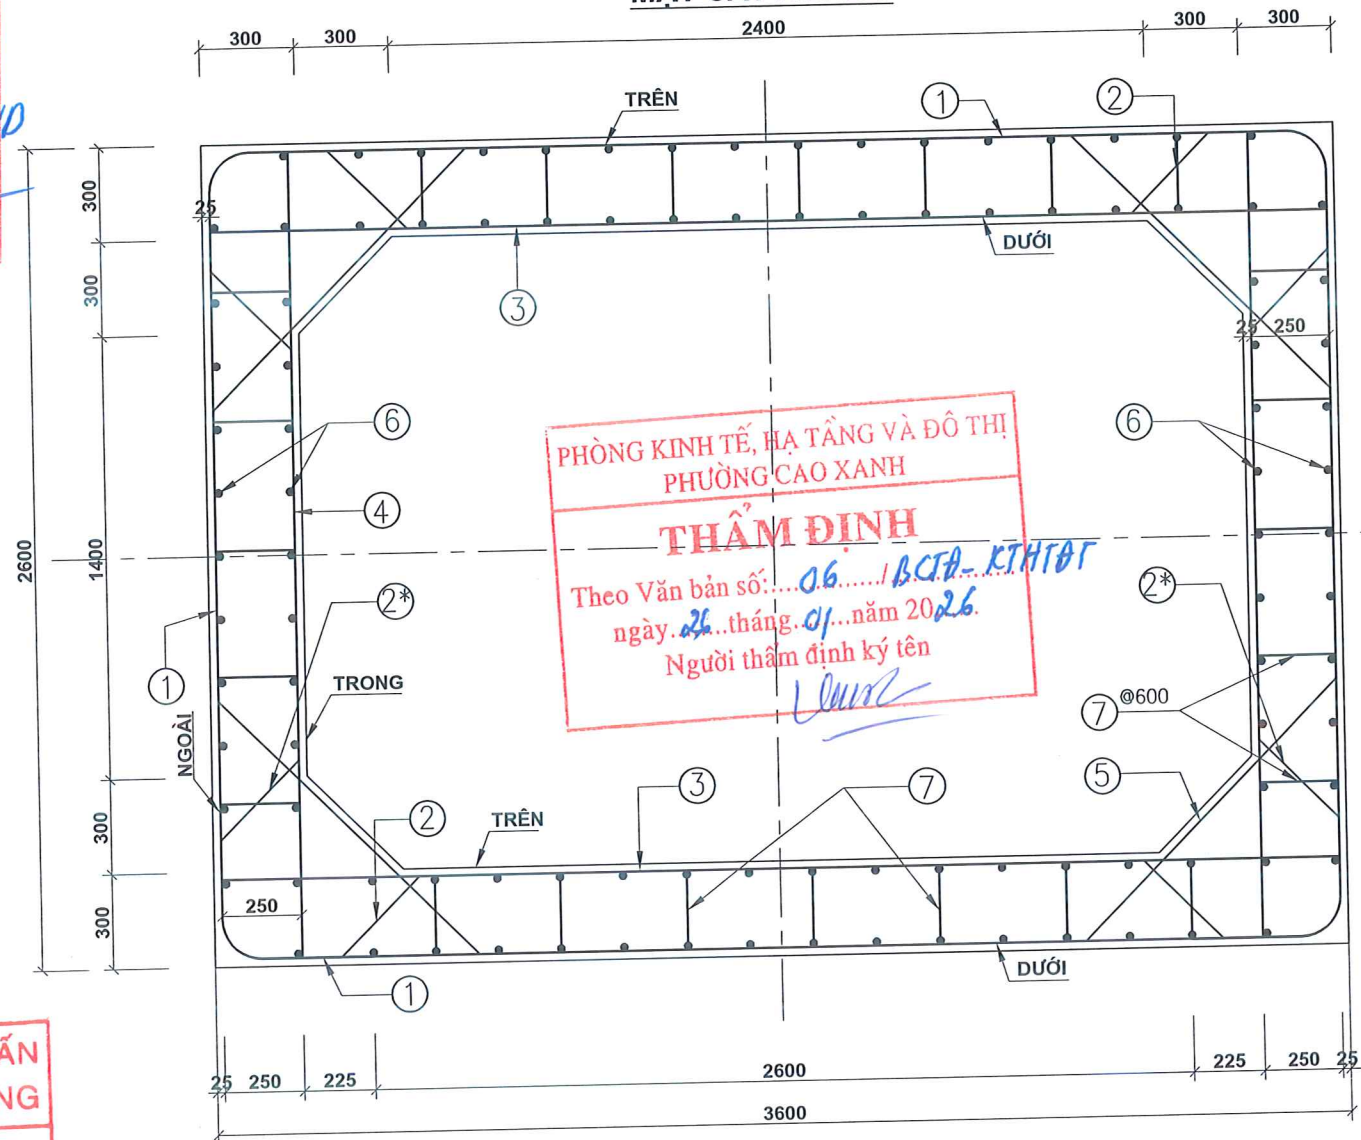 2400
300
300
300
300
TRÊN
1
2
300
25
DƯỚI
300
3
25
250
6
6
PHÒNG KINH TẾ, HẠ TẦNG VÀ ĐÔ THỊ
PHƯỜNG CAO XANH
4
THẨM ĐỊNH
2600
1400
Theo Văn bản số:....06......../BCTĐ-KTHTĐT
2*
2*
ngày..26....tháng..01...năm 2026.
Người thẩm định ký tên
1
TRONG
7 @600
NGOÀI
5
3
7
300
2
TRÊN
250
300
DƯỚI
1
ẤN
NG
25
250
225
2600
225
250
25
3600